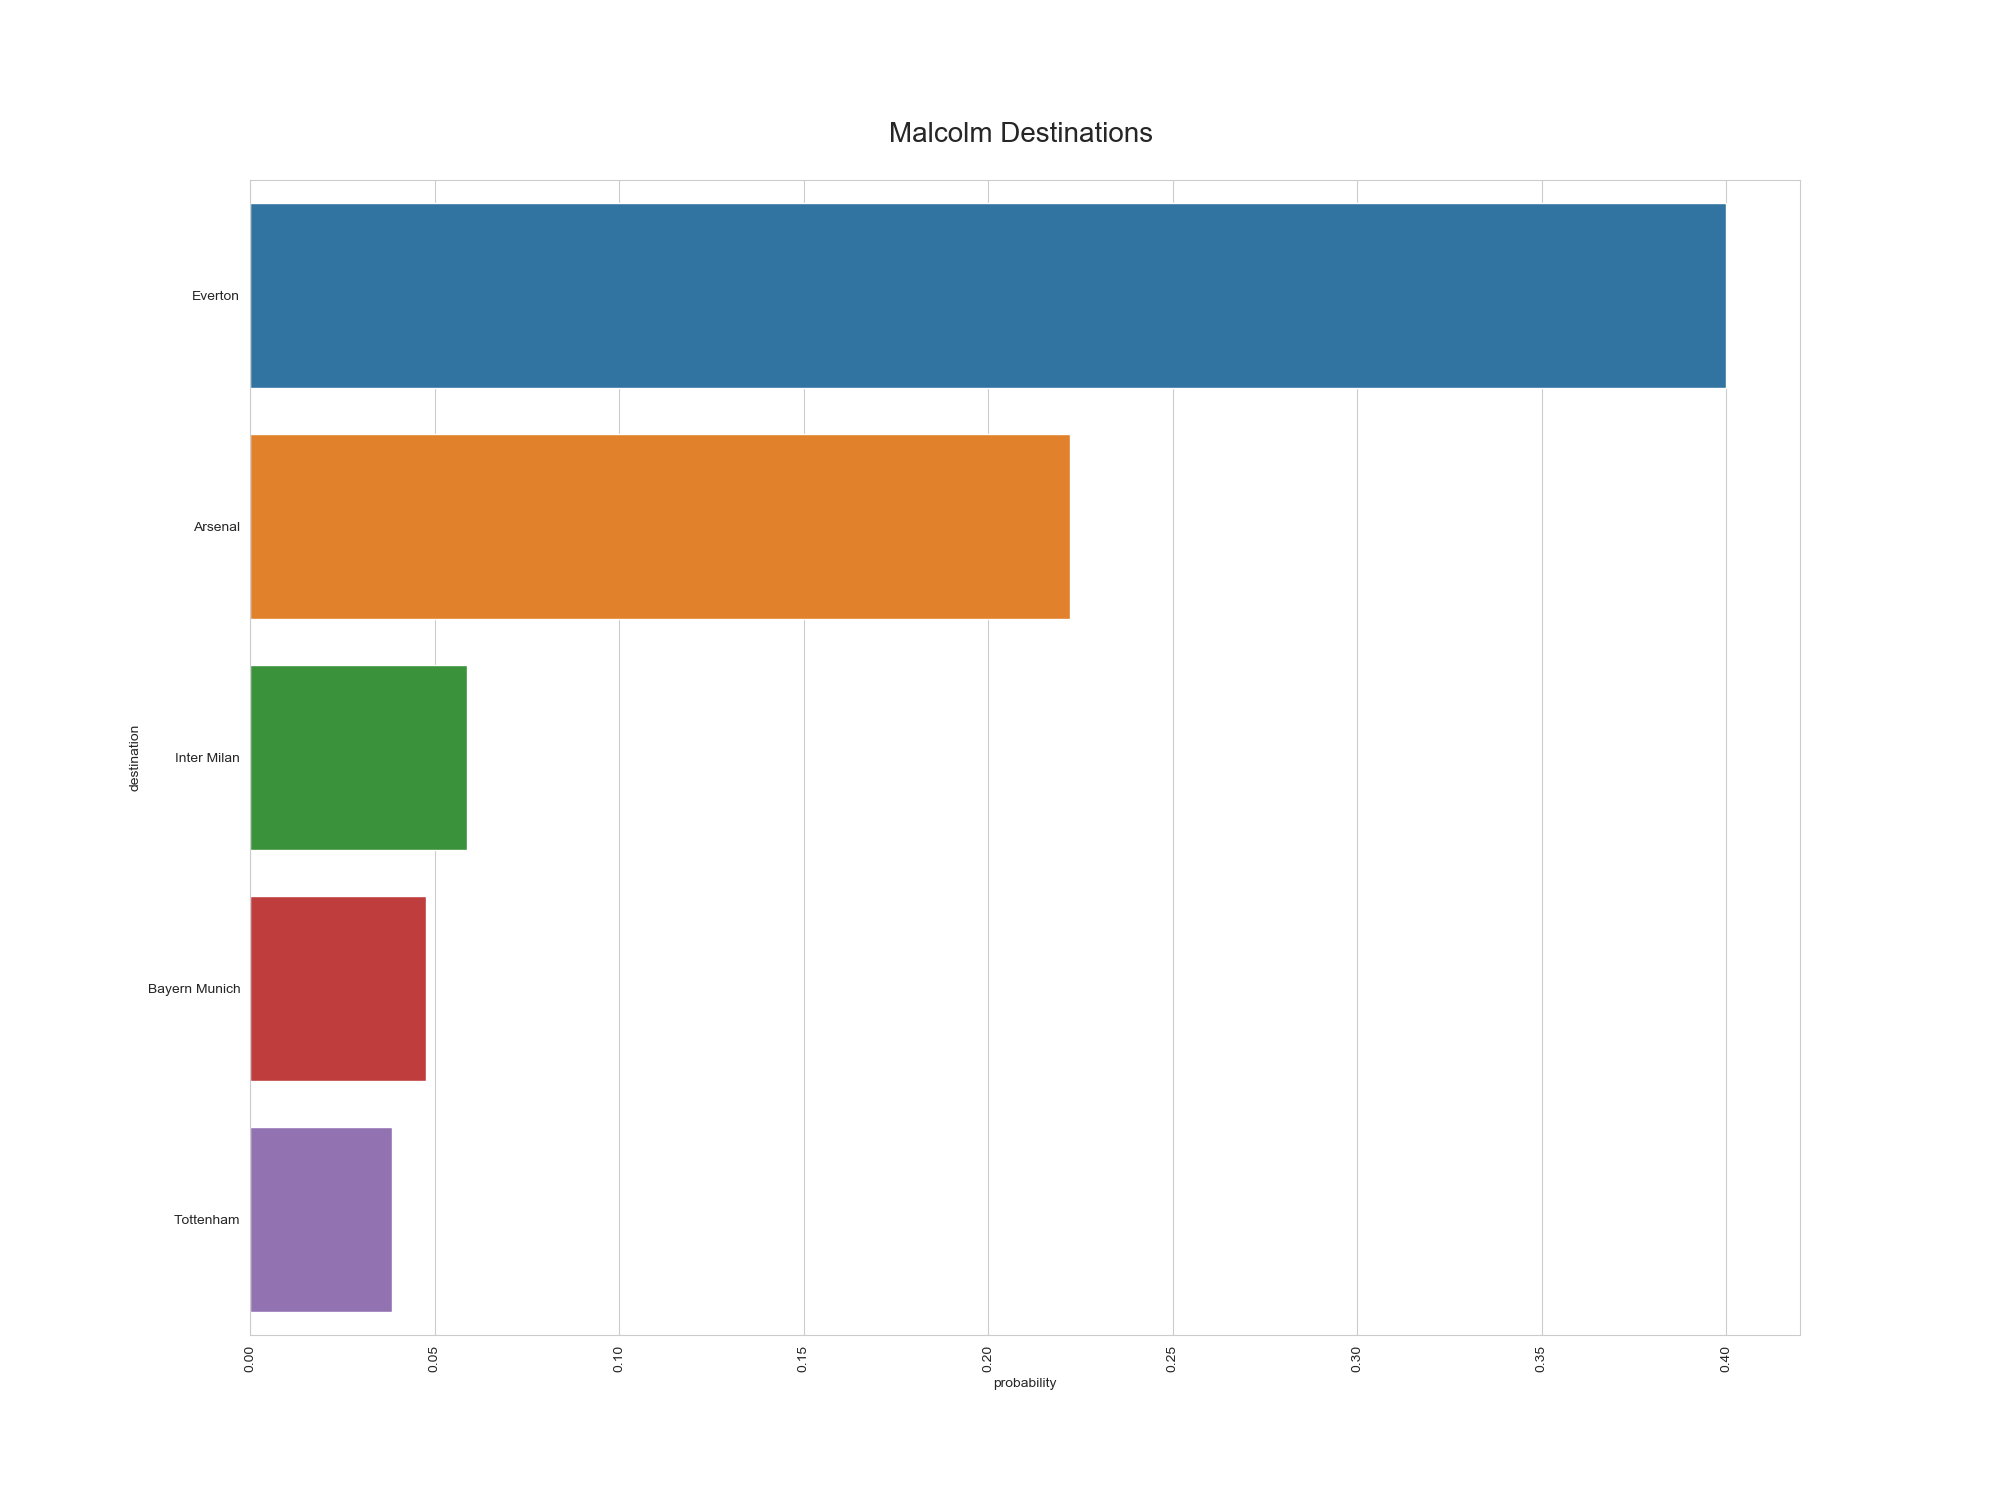 Malcolm Destinations
Everton
Arsenal
Inter Milan
Bayern Munich
Tottenham
destination
0.00
0.05
0.10
0.15
0.20
0.25
0.30
0.35
0.40
probability